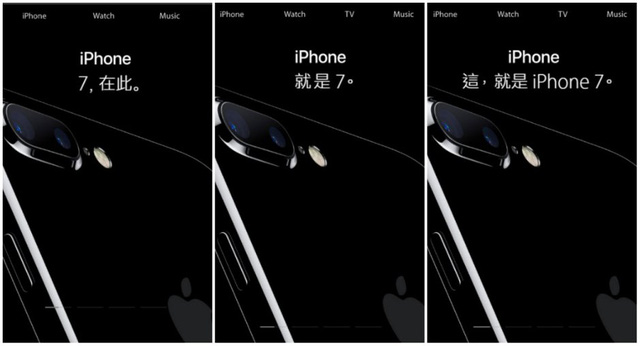 iPhone Watch Music
iPhone
7, 在此。
iPhone Watch TV Music
iPhone
就是 7。
iPhone Watch TV Music
iPhone
這，就是 iPhone 7。